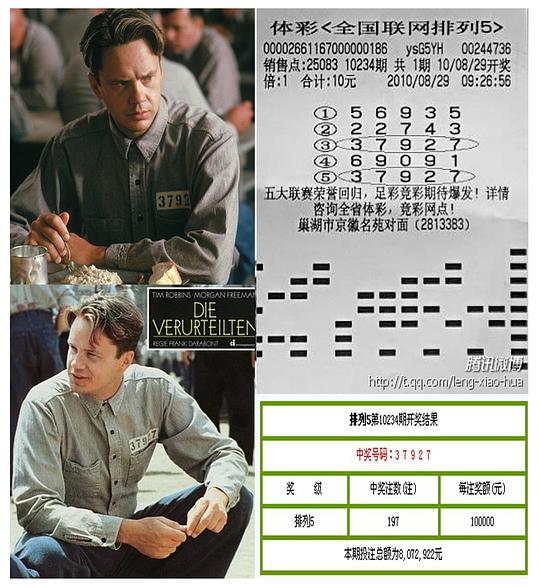 3792
TIM ROBBINS · MORGAN FREEMAN
DIE
VERURTEILTEN
REGIE FRANK DARABONT
3792
体彩<全国联网排列5>
00002661167000000186 ysG5YH 00244736
销售点:25083 10234期 共 1期 10/08/29开奖
倍:1 合计:10元 2010/08/29 09:26:56
① 5 6 9 3 5
② 2 2 7 4 3
③ 3 7 9 2 7
④ 6 9 0 9 1
⑤ 3 7 9 2 7
五大联赛荣誉回归，足彩竞彩期待爆发！详情
咨询全省体彩，竞彩网点！
巢湖市京徽名苑对面（2813383）
腾讯微博
http://t.qq.com/leng-xiao-hua
排列5第10234期开奖结果
中奖号码：3 7 9 2 7
奖 级 中奖注数(注) 每注奖额(元)
排列5 197 100000
本期投注总额为8,072,922元